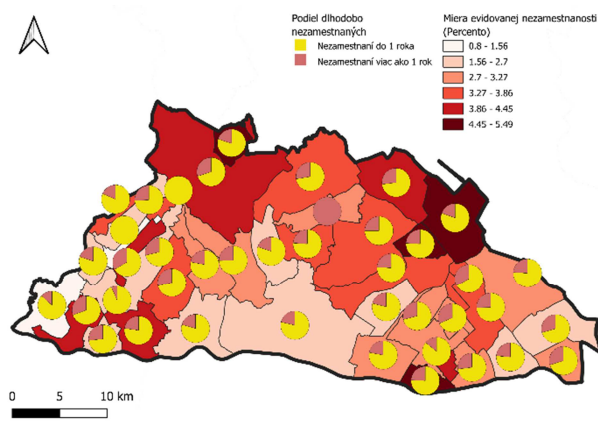 Podiel dlhodobo
nezamestnaných
Nezamestnaní do 1 roka
Nezamestnaní viac ako 1 rok
Miera evidovanej nezamestnanosti
(Percento)
0.8 - 1.56
1.56 - 2.7
2.7 - 3.27
3.27 - 3.86
3.86 - 4.45
4.45 - 5.49
0 5 10 km